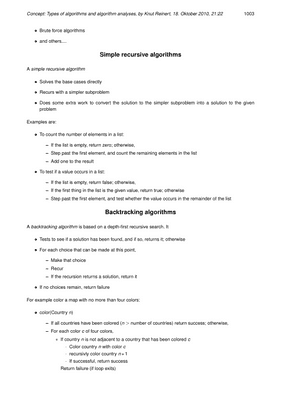 Concept: Types of algorithms and algorithm analyses, by Knut Reinert, 18. Oktober 2010, 21:22 1003
• Brute force algorithms
• and others....
Simple recursive algorithms
A simple recursive algorithm
• Solves the base cases directly
• Recurs with a simpler subproblem
• Does some extra work to convert the solution to the simpler subproblem into a solution to the given
problem
Examples are:
• To count the number of elements in a list:
– If the list is empty, return zero; otherwise,
– Step past the first element, and count the remaining elements in the list
– Add one to the result
• To test if a value occurs in a list:
– If the list is empty, return false; otherwise,
– If the first thing in the list is the given value, return true; otherwise
– Step past the first element, and test whether the value occurs in the remainder of the list
Backtracking algorithms
A backtracking algorithm is based on a depth-first recursive search. It
• Tests to see if a solution has been found, and if so, returns it; otherwise
• For each choice that can be made at this point,
– Make that choice
– Recur
– If the recursion returns a solution, return it
• If no choices remain, return failure
For example color a map with no more than four colors:
• color(Country n)
– If all countries have been colored (n > number of countries) return success; otherwise,
– For each color c of four colors,
* If country n is not adjacent to a country that has been colored c
· Color country n with color c
· recursivly color country n+1
· If successful, return success
Return failure (if loop exits)